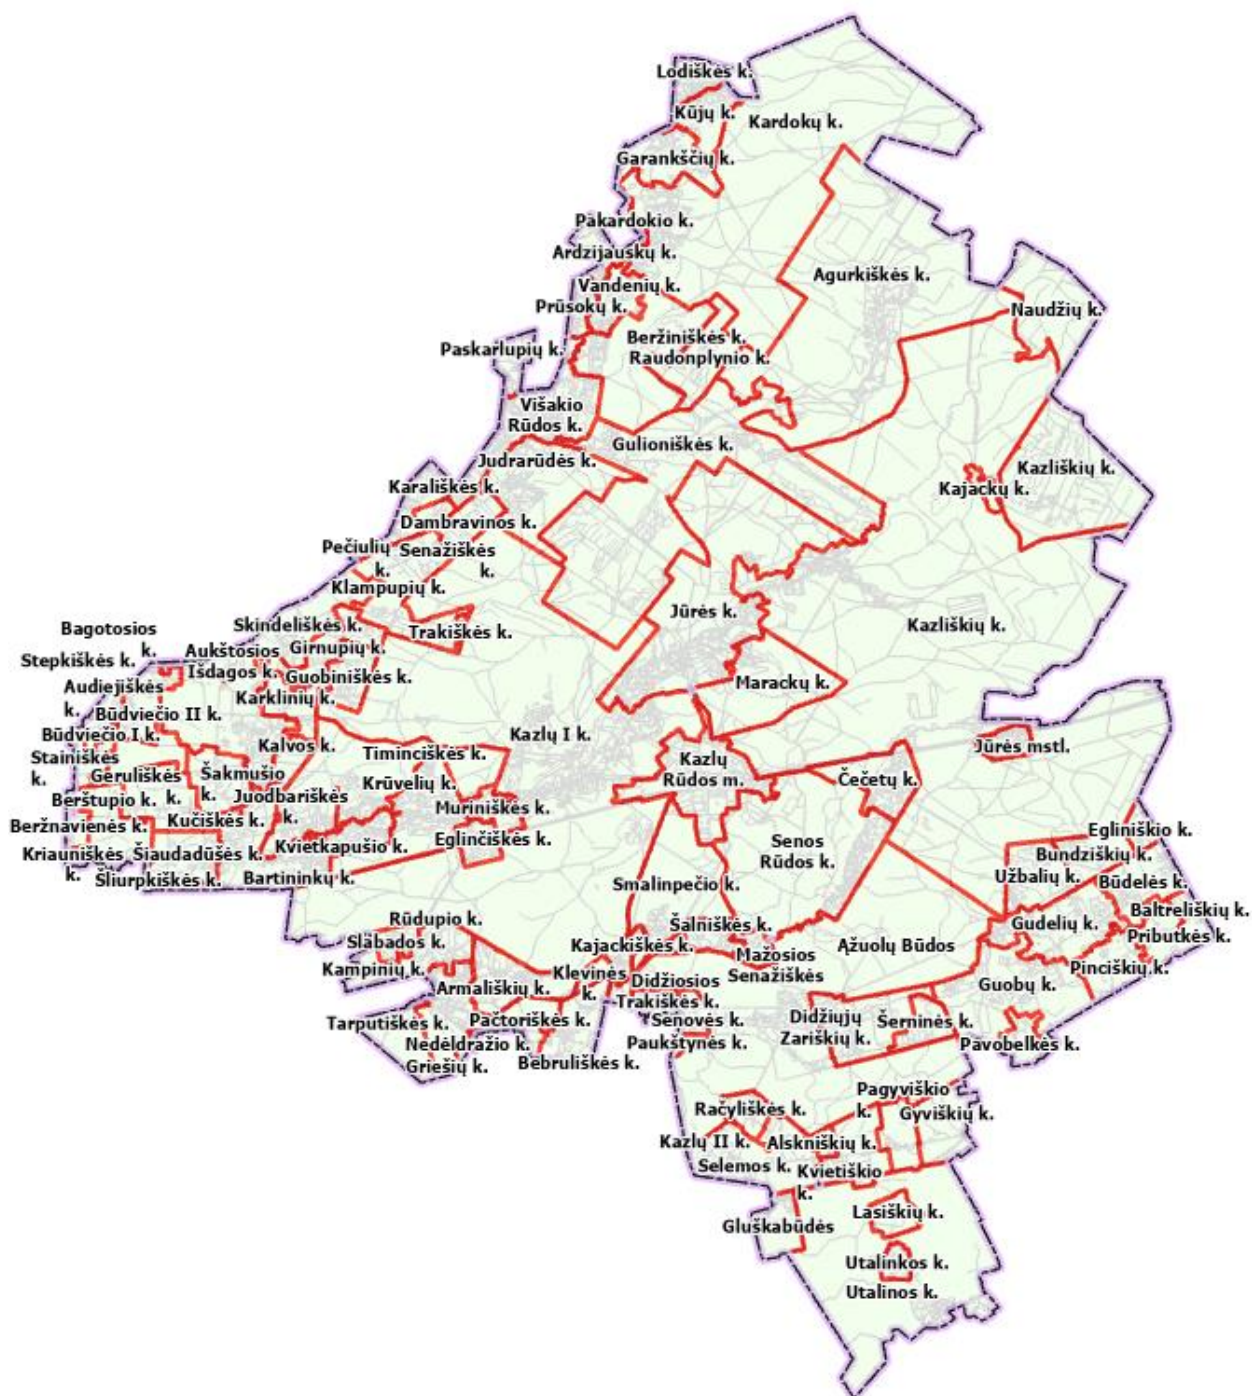 Lodiškės k.
Kūjų k.
Kardokų k.
Garankščių k.
Pakardokio k.
Ardzijauskų k.
Agurkiškės k.
Vandenių k.
Prūsokų k.
Naudžių k.
Beržiniškės k.
Raudonplynio k.
Paskarlupių k.
Višakio
Rūdos k.
Gulioniškės k.
Judrarūdės k.
Kazliškių k.
Karališkės k.
Kajackų k.
Dambravinos k.
Pečiulių
k.
Senažiškės
k.
Klampupių k.
Jūrės k.
Skindeliškės k.
Trakiškės k.
Kazliškių k.
Bagotosios
k.
Girnupių k.
Aukštosios
Išdagos k.
Stepkiškės k.
Guobiniškės k.
Marackų k.
Audiejiškės
k.
Karklinių k.
Būdviečio II k.
Būdviečio I k.
Kazlų I k.
Kalvos k.
Timinciškės k.
Jūrės mstl.
Stainiškės
k.
Kazlų
Rūdos m.
Geruliškės
k.
Šakmušio
k.
Krūvelių k.
Čečetų k.
Berštupio k.
Juodbariškės
k.
Muriniškės k.
Kučiškės k.
Beržnavienės k.
Egliniškio k.
Eglinčiškės k.
Kvietkapušio k.
Senos
Rūdos k.
Kriauniškės
k.
Šiaudadūšės k.
Bundziškių k.
Užbalių k.
Šliurpkiškės k.
Bartininkų k.
Smalinpečio k.
Būdelės k.
Baltreliškių k.
Rūdupio k.
Šalniškės k.
Gudelių k.
Pributkės k.
Slabados k.
Kajackiškės k.
Ąžuolų Būdos
Mažosios
Senažiškės
Kampinių k.
Klevinės
k.
Pinciškių k.
Armališkių k.
Didžiosios
Trakiškės k.
Guobų k.
Tarputiškės k.
Pačtoriškės k.
Senovės k.
Didžiųjų
Zariškių k.
Šerninės k.
Nedėldražio k.
Paukštynės k.
Pavobelkės k.
Griešių k.
Bebruliškės k.
Pagyviškio
k.
Račyliškės k.
Gyviškių k.
Kazlų II k.
Alskniškių k.
Selemos k.
Kvietiškio
k.
Lasiškių k.
Gluškabūdės
Utalinkos k.
Utalinos k.